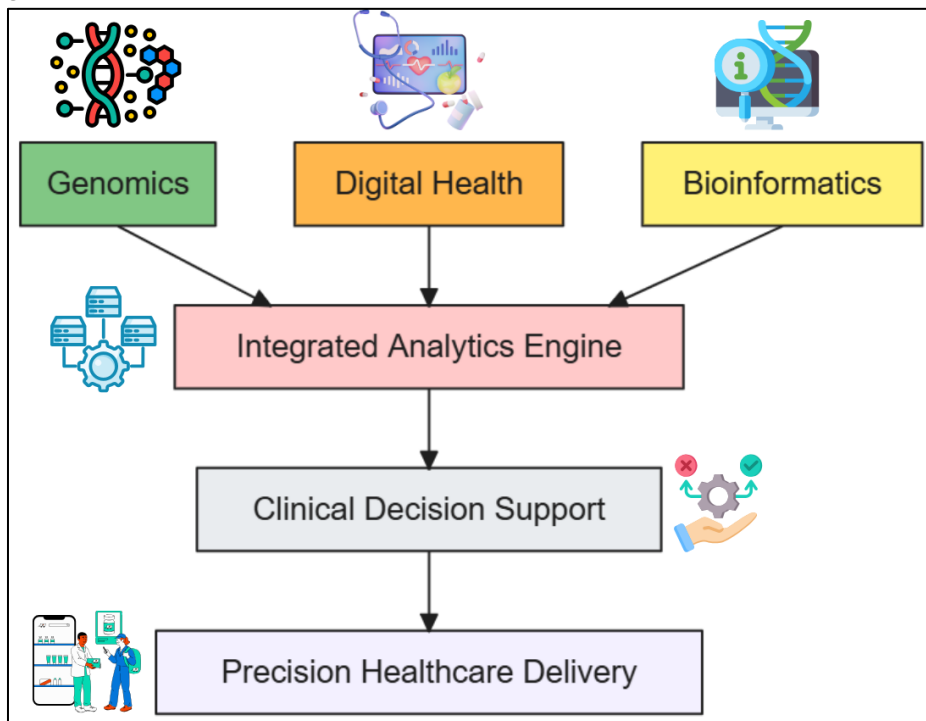 Genomics
Digital Health
Bioinformatics
Integrated Analytics Engine
Clinical Decision Support
Precision Healthcare Delivery